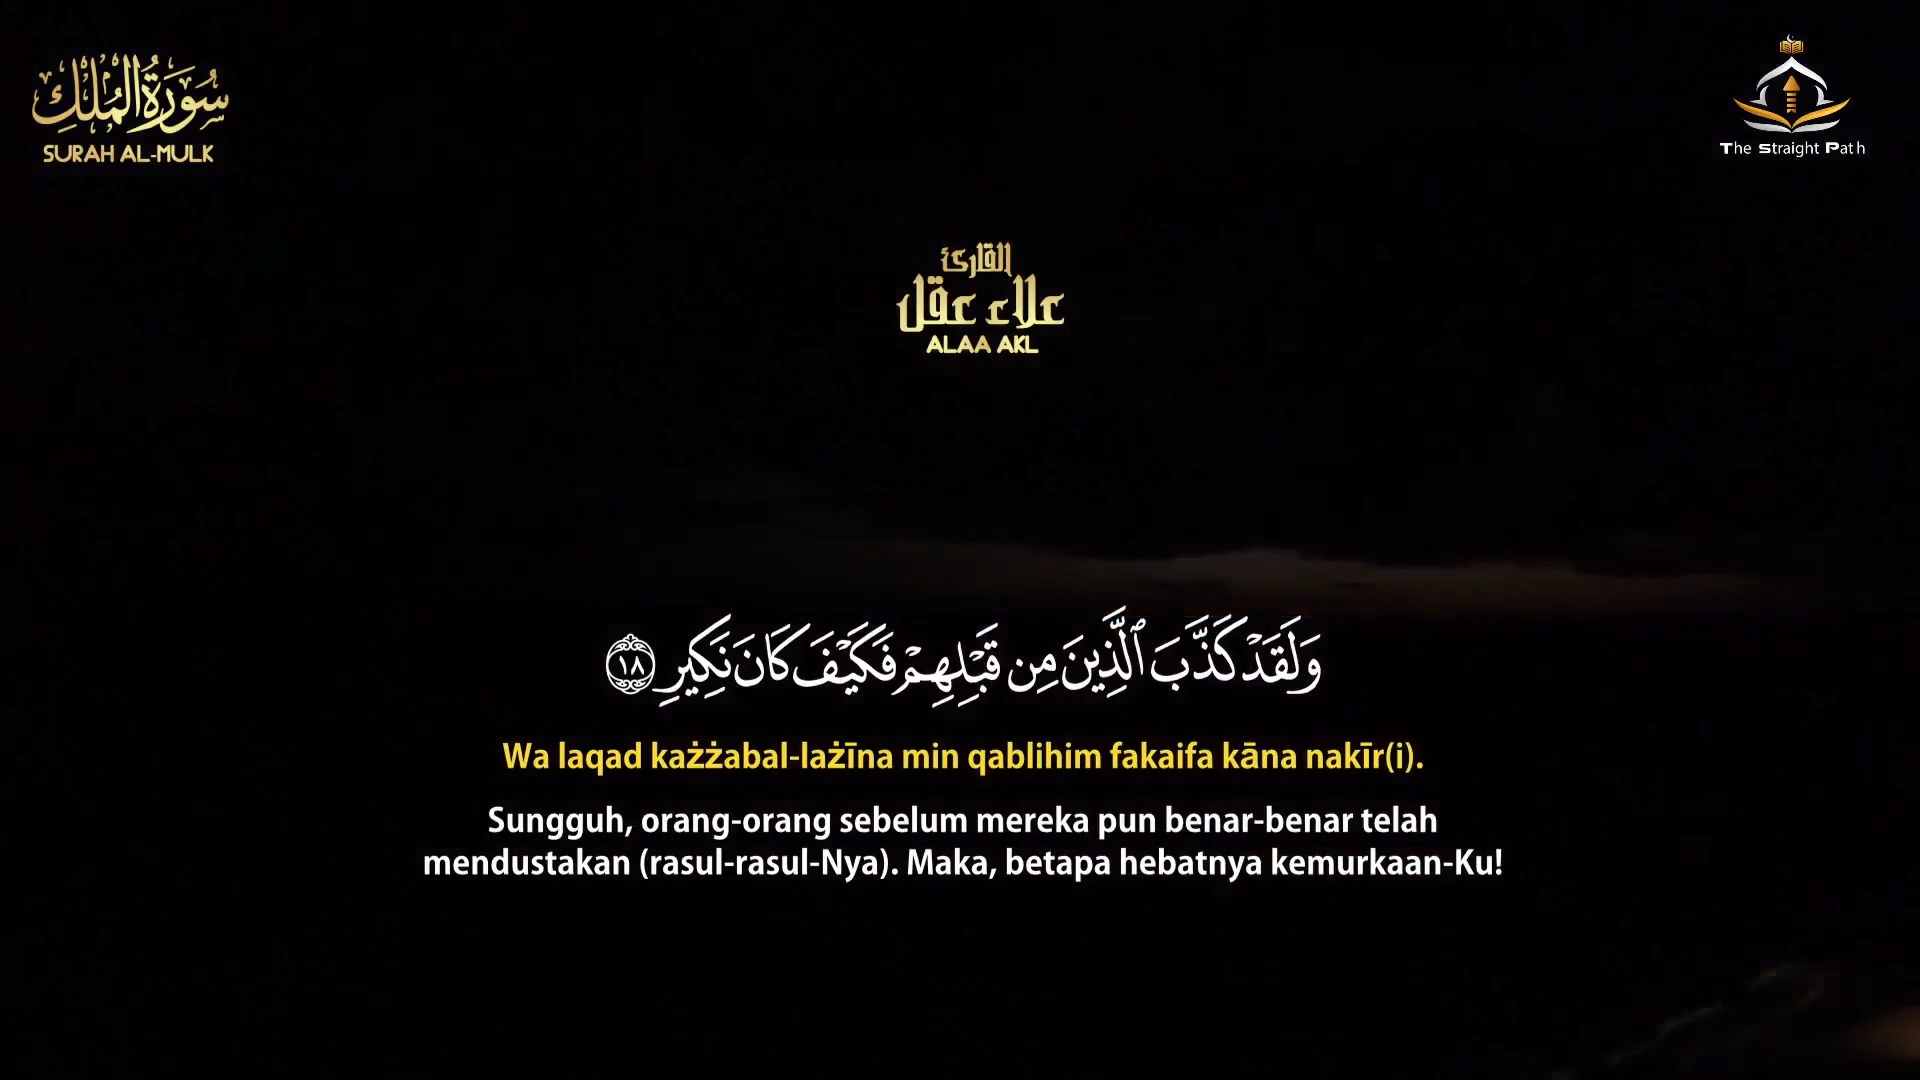 سُورَةُ المُلْكِ
SURAH AL-MULK
The Straight Path
القارئ
علاء عقل
ALAA AKL
وَلَقَدْ كَذَّبَ ٱلَّذِينَ مِن قَبْلِهِمْ فَكَيْفَ كَانَ نَكِيرِ ١٨
Wa laqad każżabal-lażīna min qablihim fakaifa kāna nakīr(i).
Sungguh, orang-orang sebelum mereka pun benar-benar telah
mendustakan (rasul-rasul-Nya). Maka, betapa hebatnya kemurkaan-Ku!